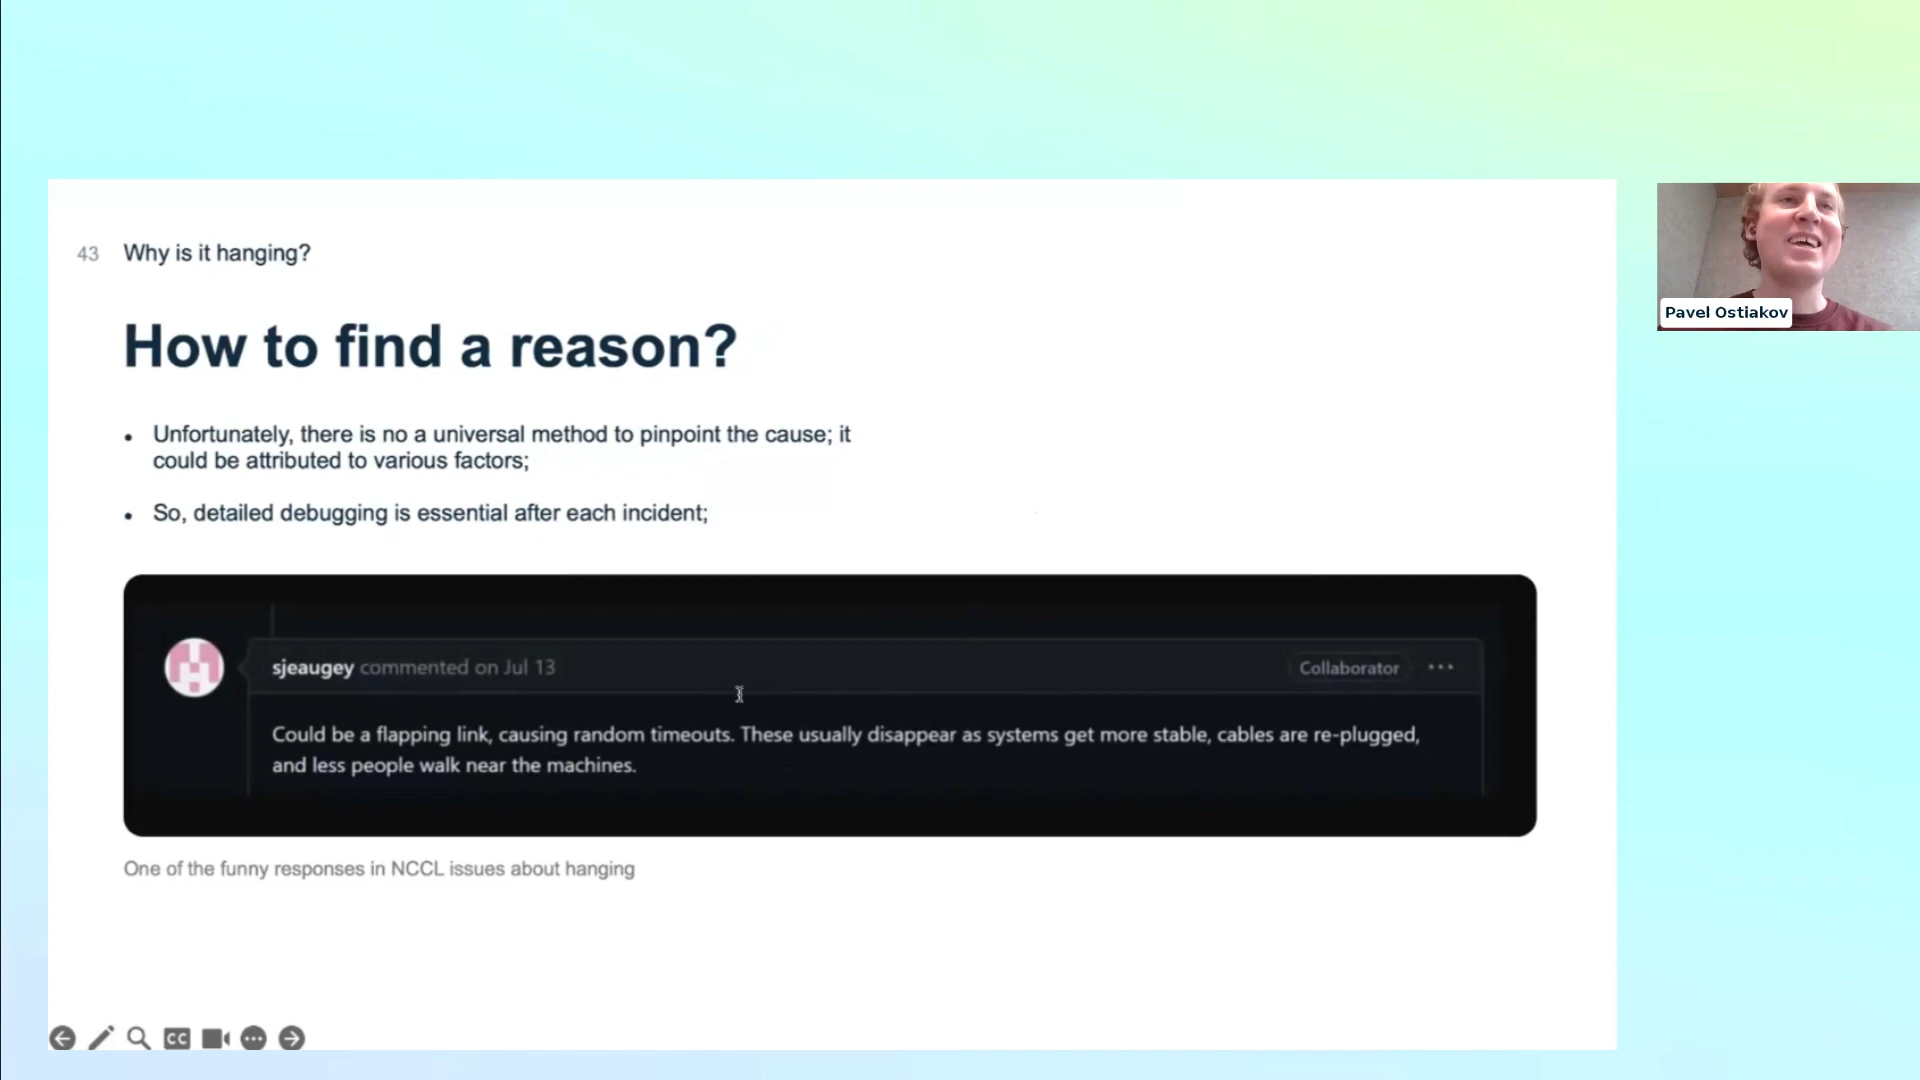 43 Why is it hanging?
How to find a reason?
Unfortunately, there is no a universal method to pinpoint the cause; it
could be attributed to various factors;
So, detailed debugging is essential after each incident;
sjeaugey commented on Jul 13 Collaborator
Could be a flapping link, causing random timeouts. These usually disappear as systems get more stable, cables are re-plugged,
and less people walk near the machines.
One of the funny responses in NCCL issues about hanging
Pavel Ostiakov
CC